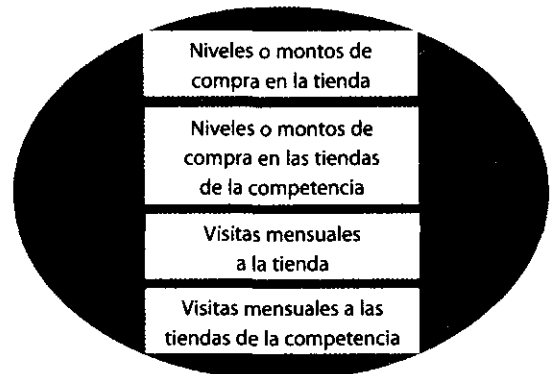 Niveles o montos de
compra en la tienda
Niveles o montos de
compra en las tiendas
de la competencia
Visitas mensuales
a la tienda
Visitas mensuales a las
tiendas de la competencia